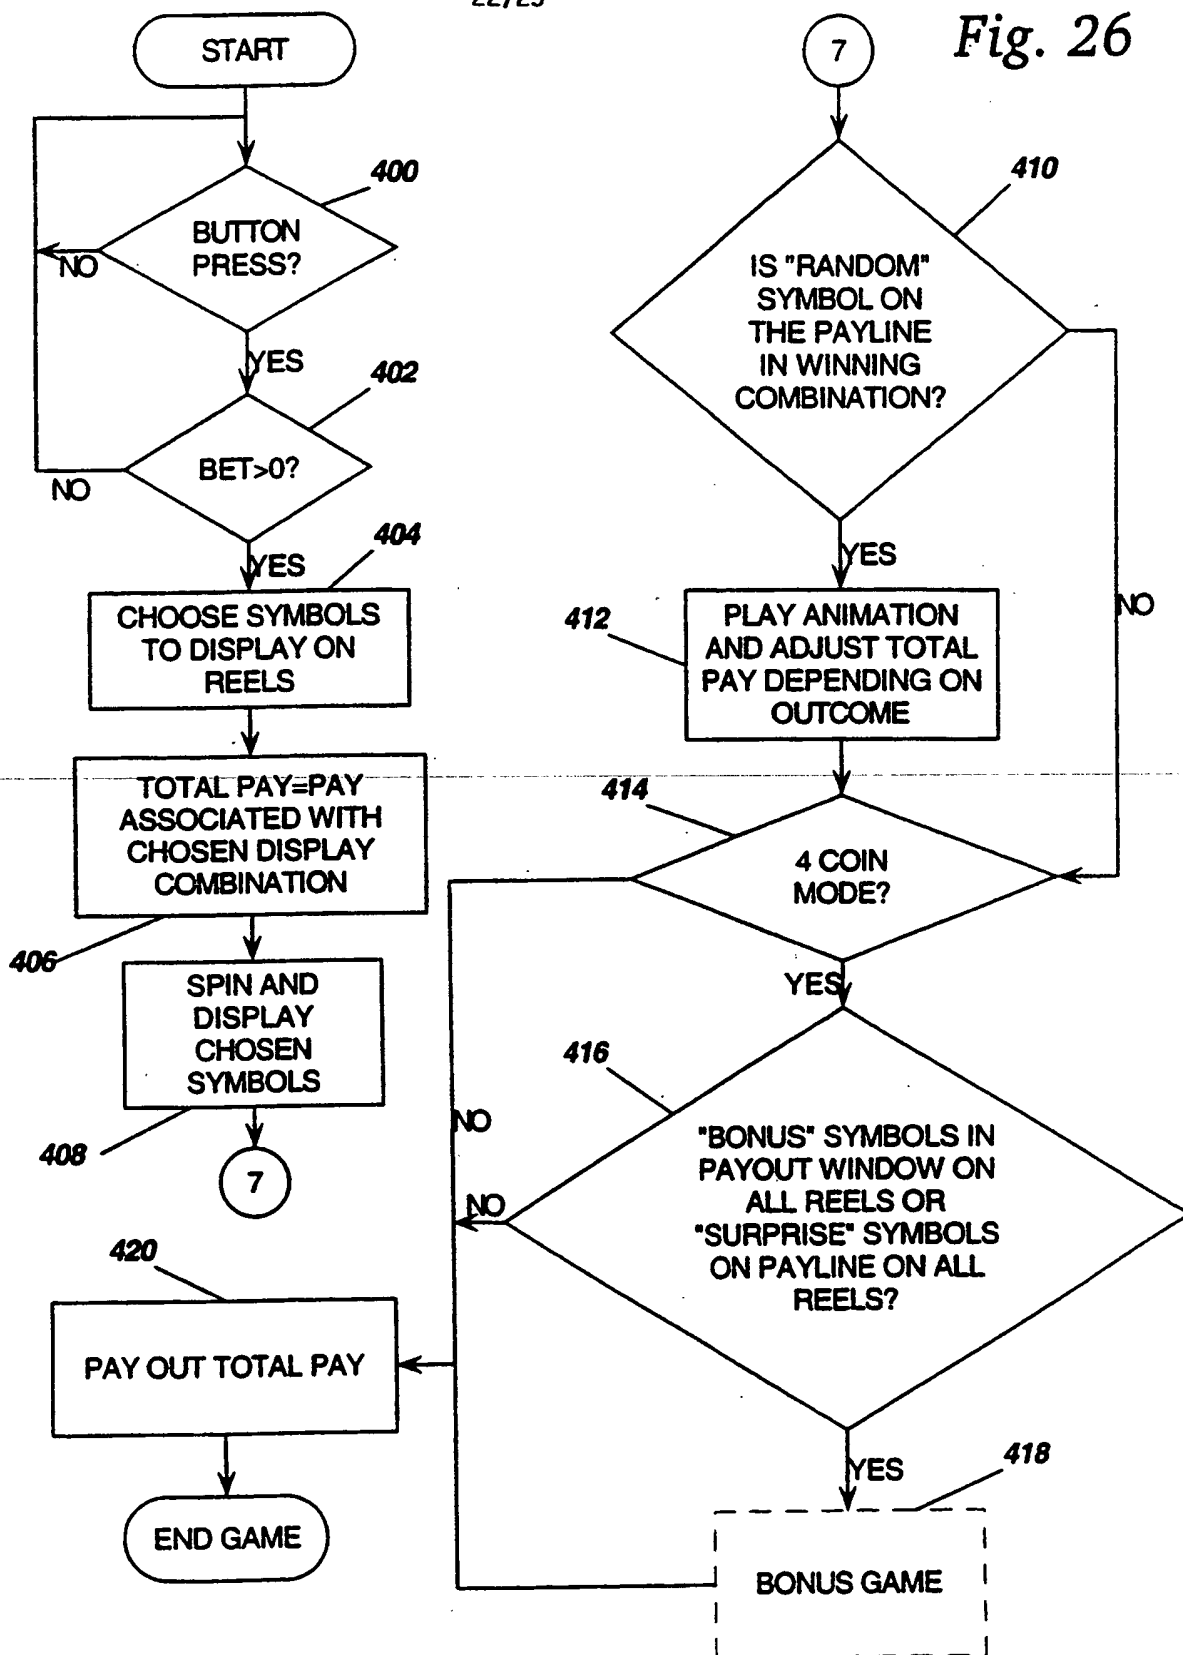 22/25
Fig. 26
START
400
BUTTON
PRESS?
NO
YES
402
BET>0?
NO
YES
404
CHOOSE SYMBOLS
TO DISPLAY ON
REELS
TOTAL PAY=PAY
ASSOCIATED WITH
CHOSEN DISPLAY
COMBINATION
406
SPIN AND
DISPLAY
CHOSEN
SYMBOLS
408
7
7
410
IS "RANDOM"
SYMBOL ON
THE PAYLINE
IN WINNING
COMBINATION?
YES
NO
412
PLAY ANIMATION
AND ADJUST TOTAL
PAY DEPENDING ON
OUTCOME
414
4 COIN
MODE?
YES
NO
416
"BONUS" SYMBOLS IN
PAYOUT WINDOW ON
ALL REELS OR
"SURPRISE" SYMBOLS
ON PAYLINE ON ALL
REELS?
NO
YES
418
BONUS GAME
420
PAY OUT TOTAL PAY
END GAME